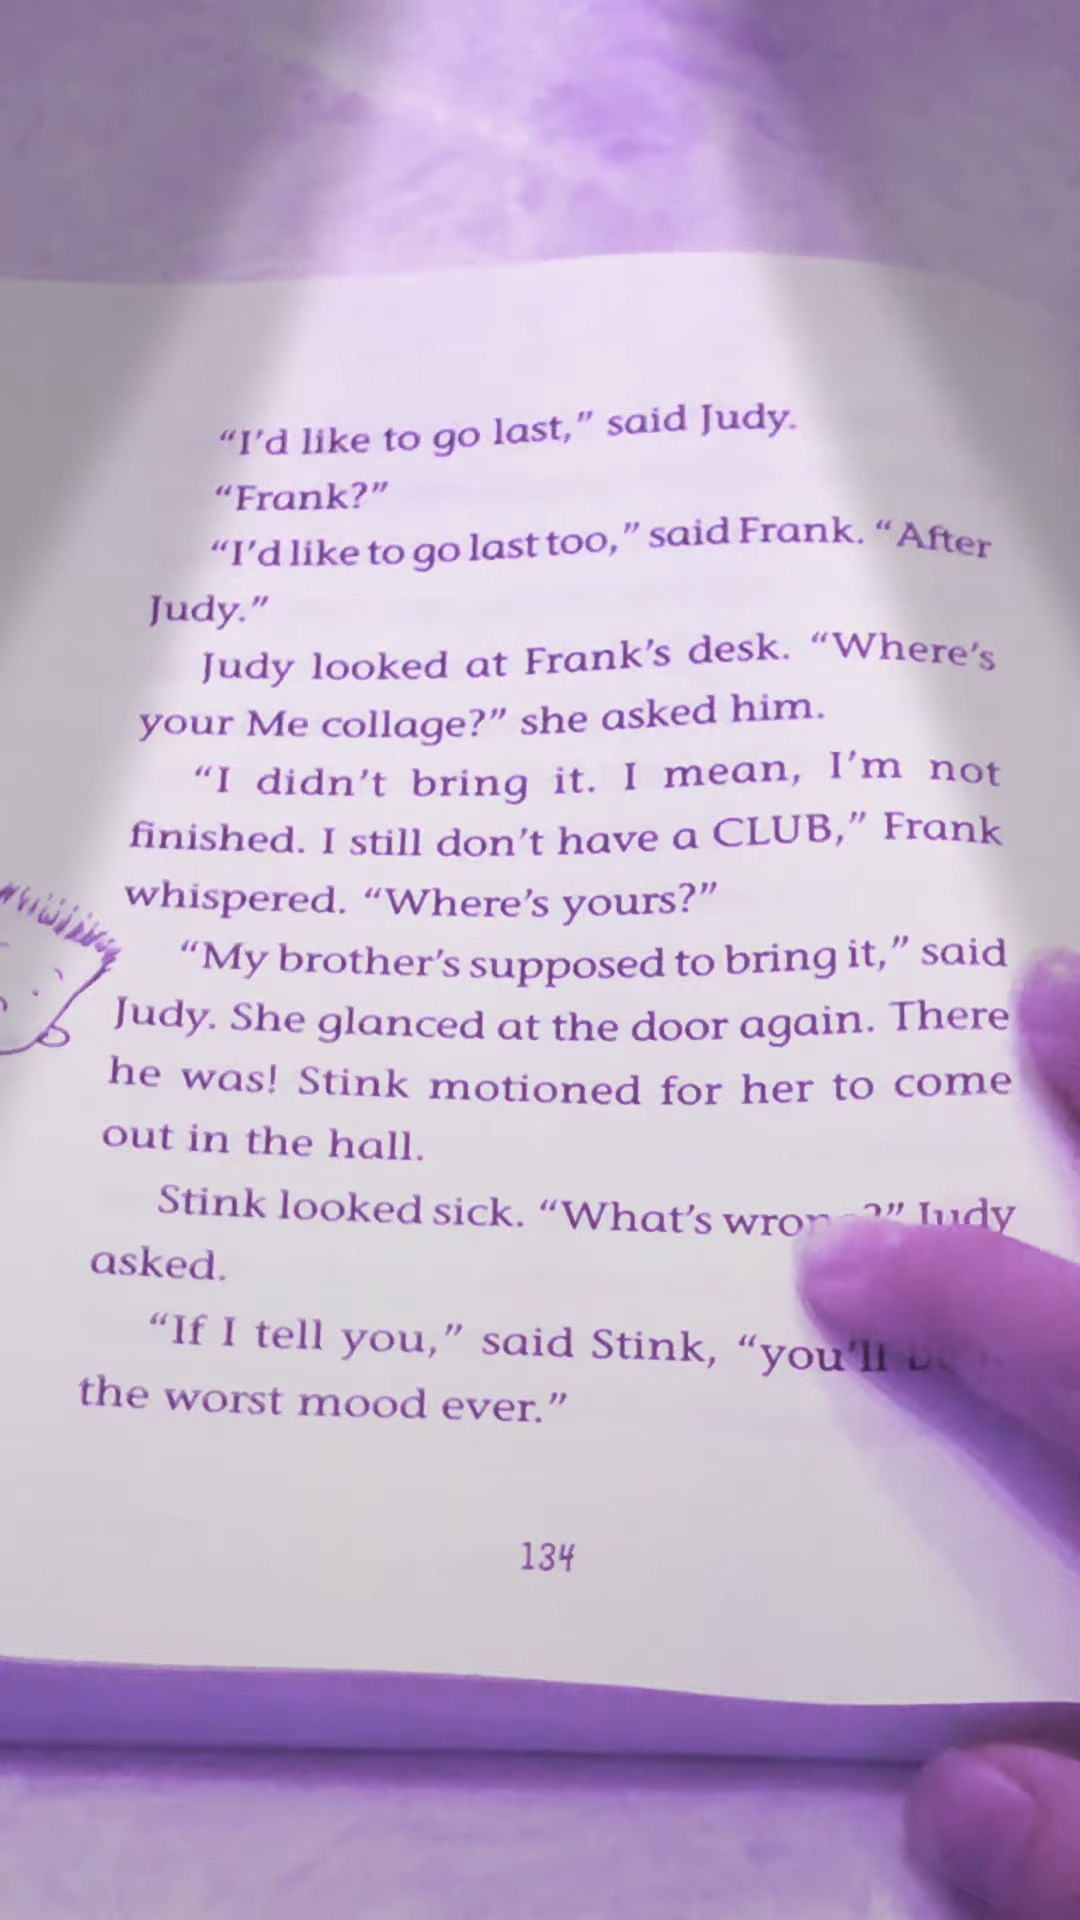 “I’d like to go last,” said Judy.
“Frank?”
“I’d like to go last too,” said Frank. “After
Judy.”
Judy looked at Frank’s desk. “Where’s
your Me collage?” she asked him.
“I didn’t bring it. I mean, I’m not
finished. I still don’t have a CLUB,” Frank
whispered. “Where’s yours?”
“My brother’s supposed to bring it,” said
Judy. She glanced at the door again. There
he was! Stink motioned for her to come
out in the hall.
Stink looked sick. “What’s Judy
asked.
“If I tell you,” said Stink, “you’ll
the worst mood ever.”
134